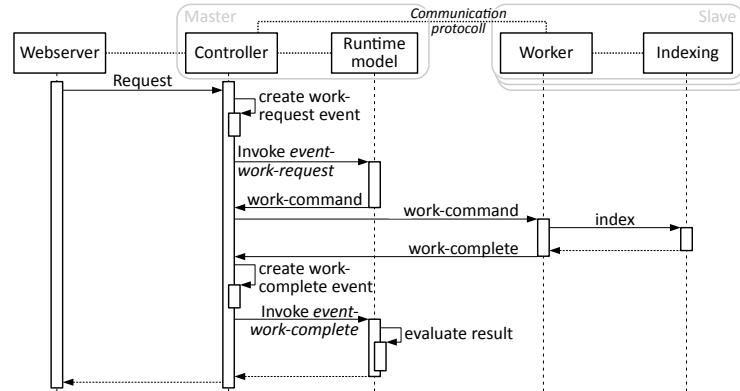 Master
Communication
protocoll
Slave
Webserver
Controller
Runtime
model
Worker
Indexing
Request
create work-
request event
Invoke event-
work-request
work-command
work-command
index
work-complete
create work-
complete event
Invoke event-
work-complete
evaluate result